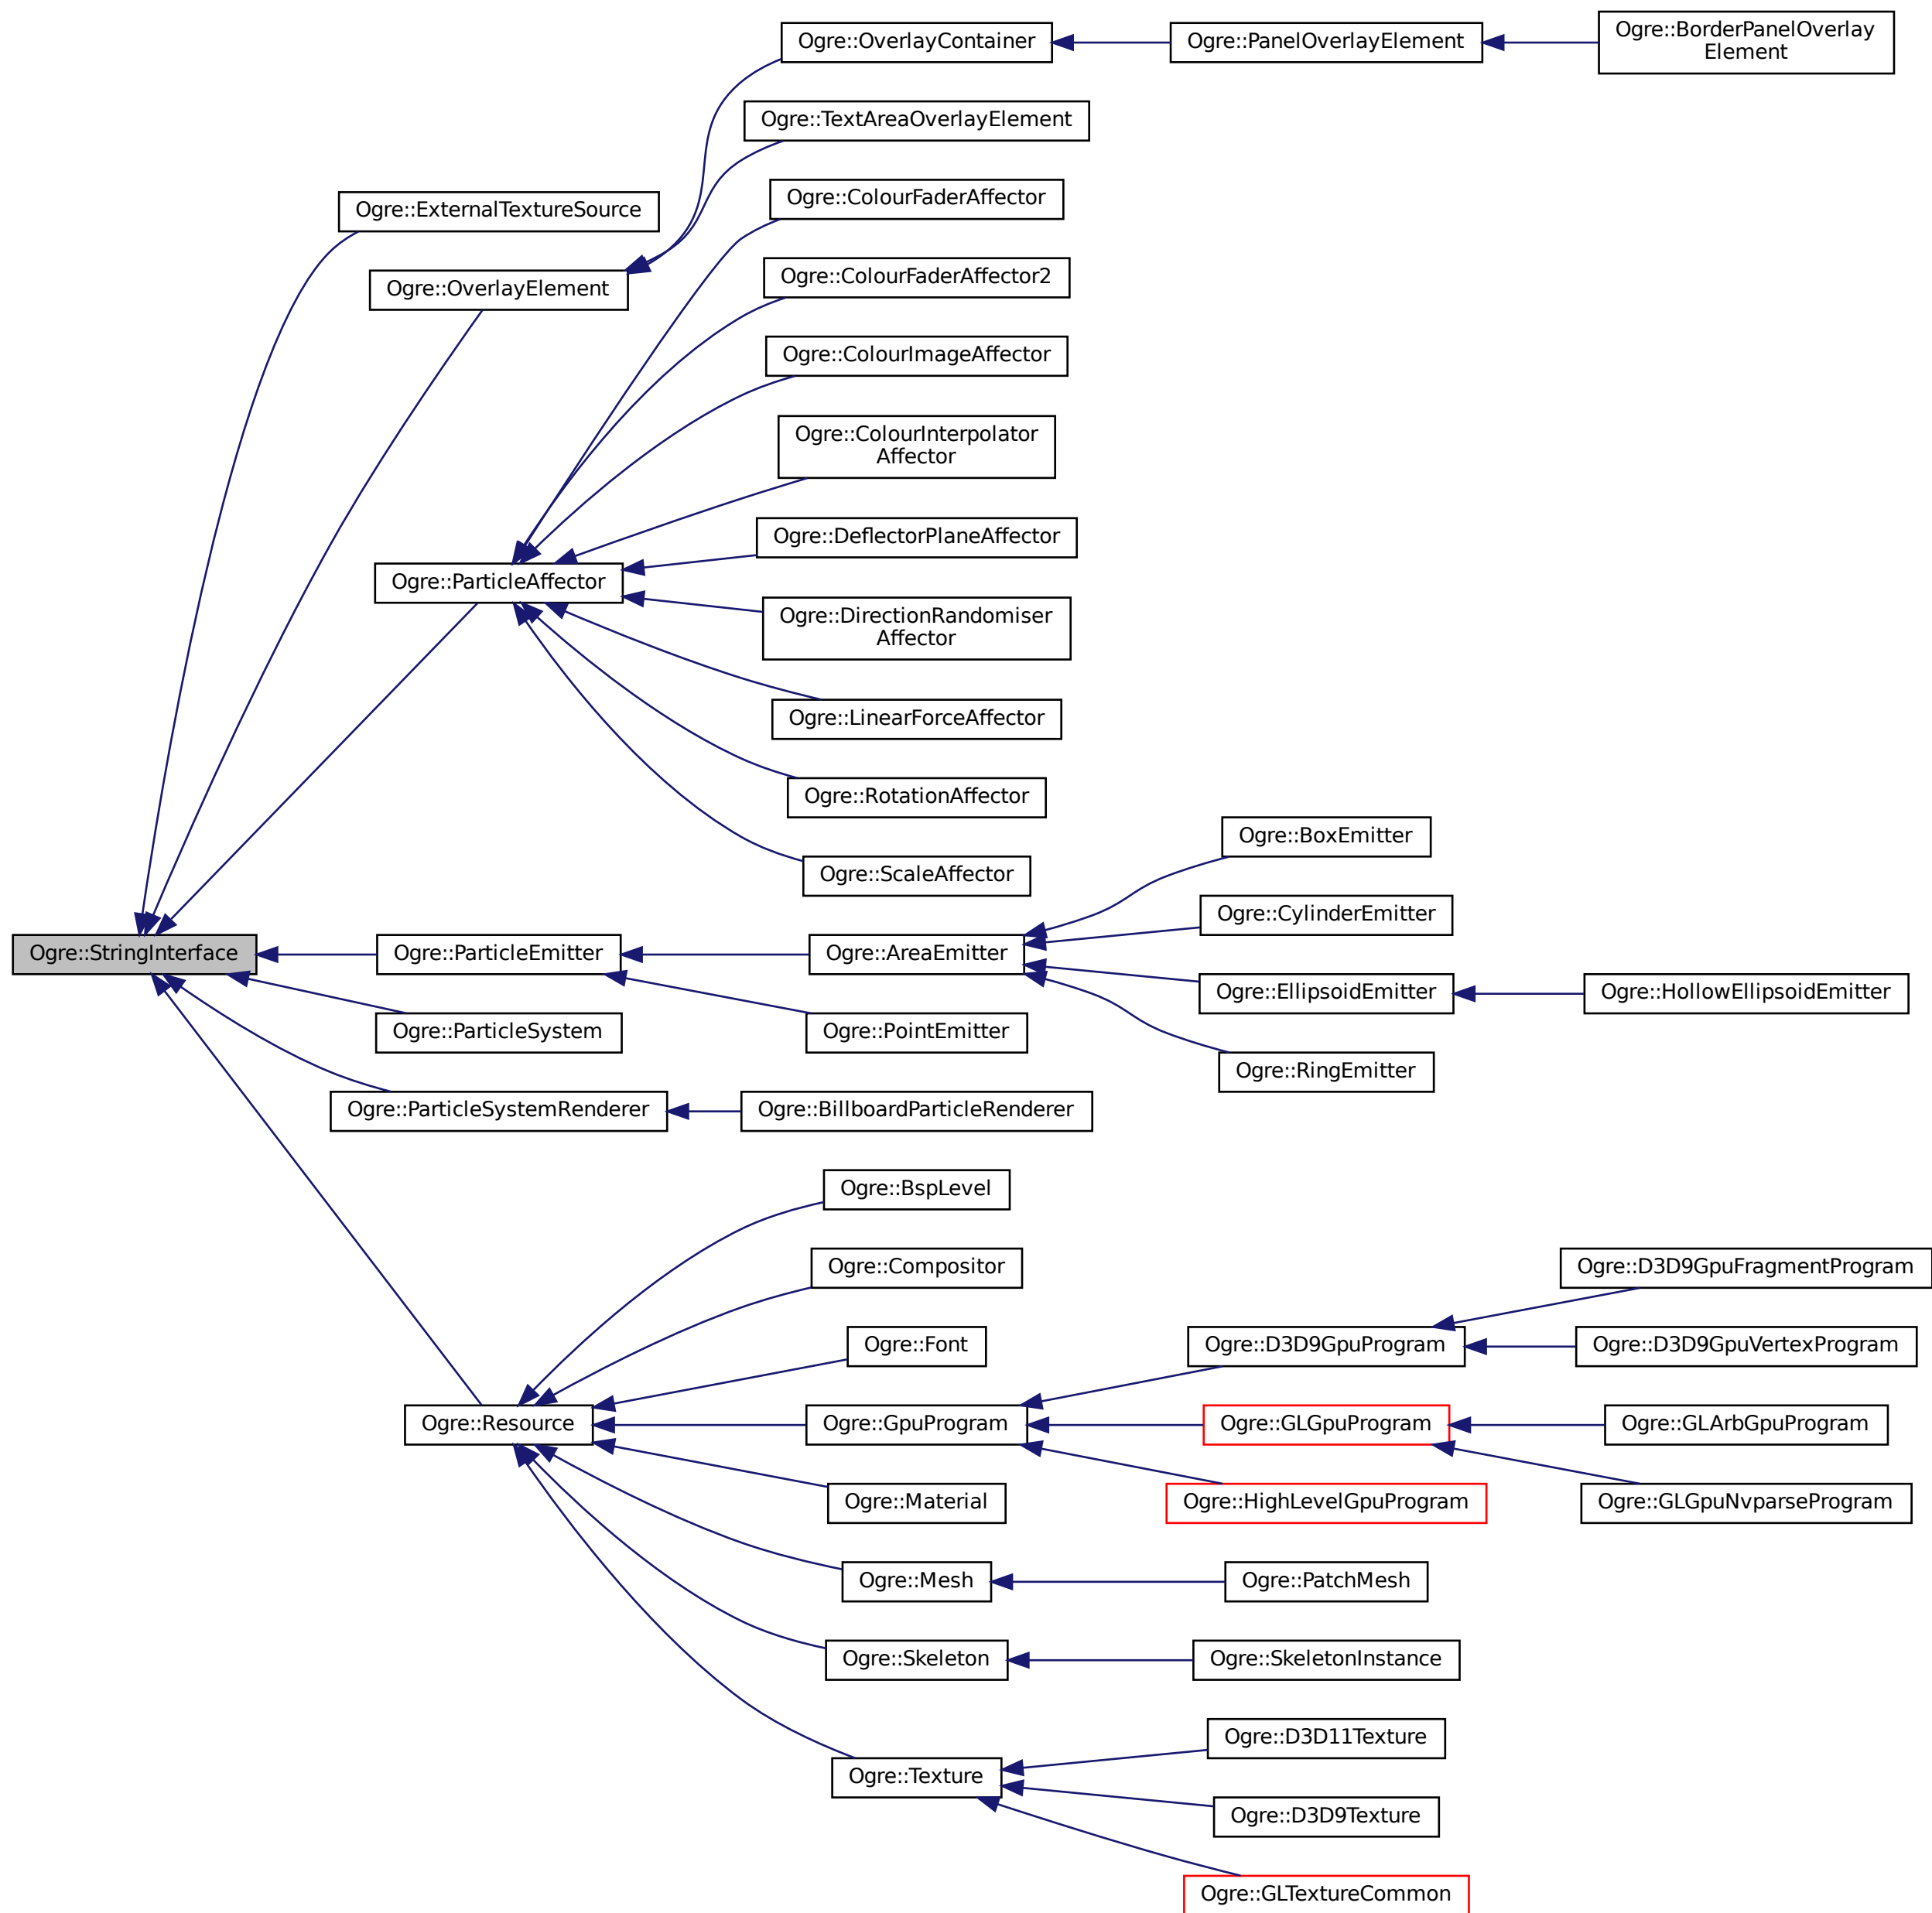 Ogre::OverlayContainer
Ogre::PanelOverlayElement
Ogre::BorderPanelOverlay
Element
Ogre::TextAreaOverlayElement
Ogre::ColourFaderAffector
Ogre::ExternalTextureSource
Ogre::ColourFaderAffector2
Ogre::OverlayElement
Ogre::ColourImageAffector
Ogre::ColourInterpolator
Affector
Ogre::DeflectorPlaneAffector
Ogre::ParticleAffector
Ogre::DirectionRandomiser
Affector
Ogre::LinearForceAffector
Ogre::RotationAffector
Ogre::BoxEmitter
Ogre::ScaleAffector
Ogre::CylinderEmitter
Ogre::StringInterface
Ogre::ParticleEmitter
Ogre::AreaEmitter
Ogre::EllipsoidEmitter
Ogre::HollowEllipsoidEmitter
Ogre::ParticleSystem
Ogre::PointEmitter
Ogre::RingEmitter
Ogre::ParticleSystemRenderer
Ogre::BillboardParticleRenderer
Ogre::BspLevel
Ogre::Compositor
Ogre::D3D9GpuFragmentProgram
Ogre::Font
Ogre::D3D9GpuProgram
Ogre::D3D9GpuVertexProgram
Ogre::Resource
Ogre::GpuProgram
Ogre::GLGpuProgram
Ogre::GLArbGpuProgram
Ogre::Material
Ogre::HighLevelGpuProgram
Ogre::GLGpuNvparseProgram
Ogre::Mesh
Ogre::PatchMesh
Ogre::Skeleton
Ogre::SkeletonInstance
Ogre::D3D11Texture
Ogre::Texture
Ogre::D3D9Texture
Ogre::GLTextureCommon